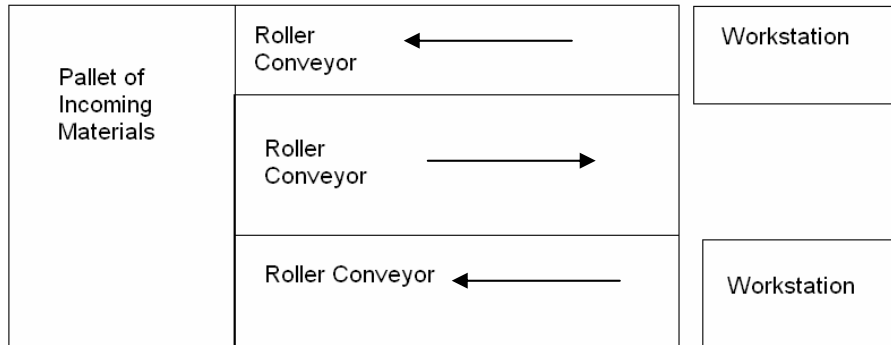 Pallet of
Incoming
Materials
Roller
Conveyor
Workstation
Roller
Conveyor
Roller Conveyor
Workstation